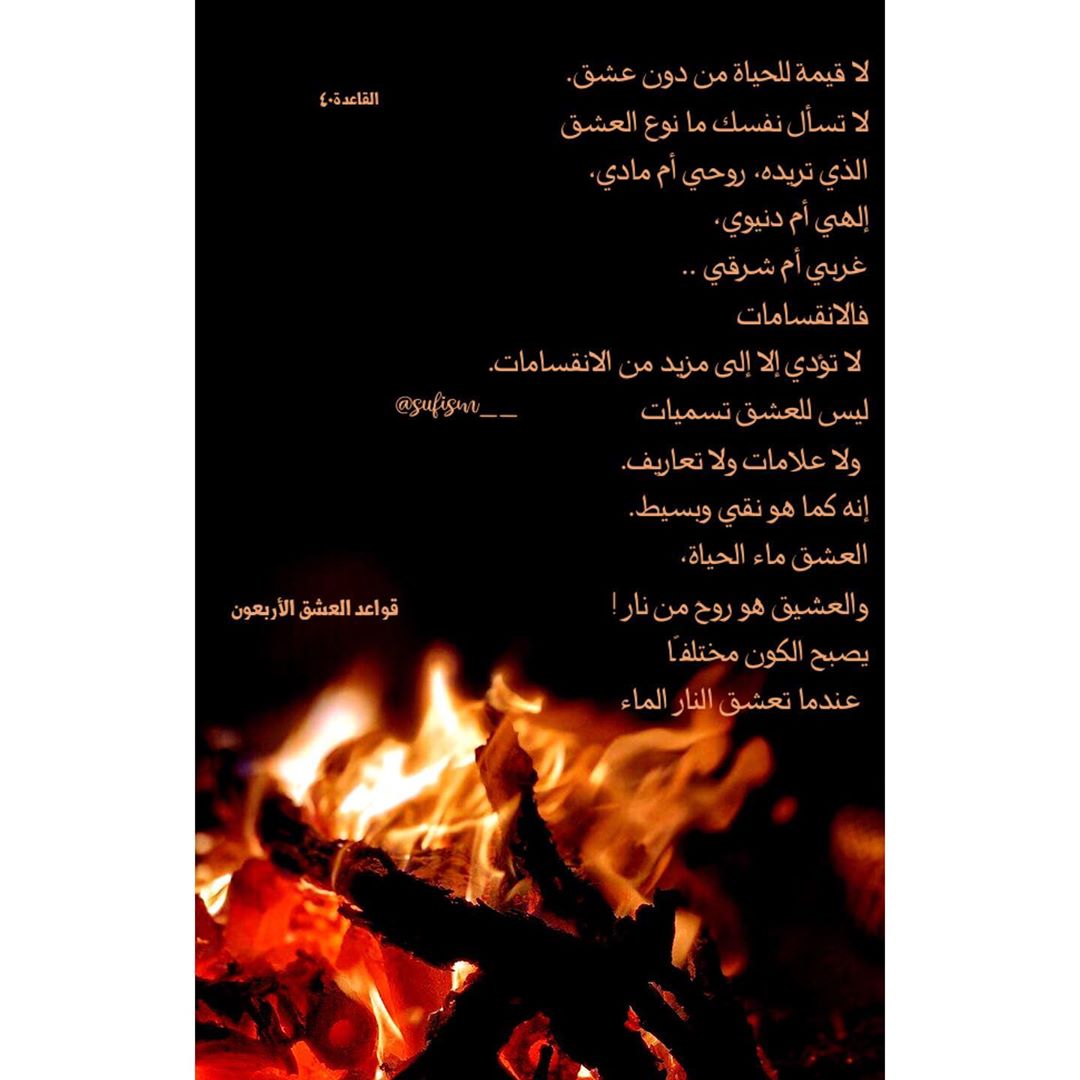 لا قيمة للحياة من دون عشق.
القاعدة٤٠
لا تسأل نفسك ما نوع العشق
الذي تريده، روحي أم مادي،
إلهي أم دنيوي،
غربي أم شرقي ..
فالانقسامات
لا تؤدي إلا إلى مزيد من الانقسامات.
ليس للعشق تسميات
@sufism__
ولا علامات ولا تعاريف.
إنه كما هو نقي وبسيط.
العشق ماء الحياة،
والعشيق هو روح من نار !
قواعد العشق الأربعون
يصبح الكون مختلفًا
عندما تعشق النار الماء